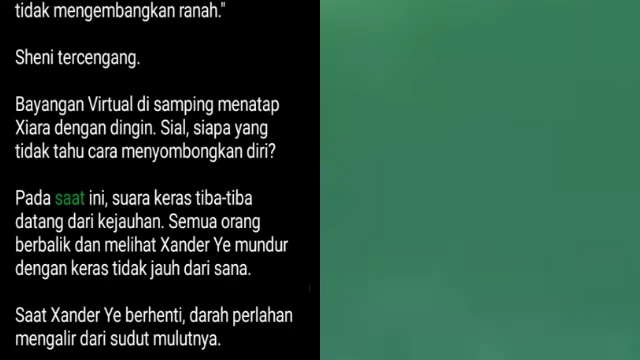 tidak mengembangkan ranah."
Sheni tercengang.
Bayangan Virtual di samping menatap
Xiara dengan dingin. Sial, siapa yang
tidak tahu cara menyombongkan diri?
Pada saat ini, suara keras tiba-tiba
datang dari kejauhan. Semua orang
berbalik dan melihat Xander Ye mundur
dengan keras tidak jauh dari sana.
Saat Xander Ye berhenti, darah perlahan
mengalir dari sudut mulutnya.